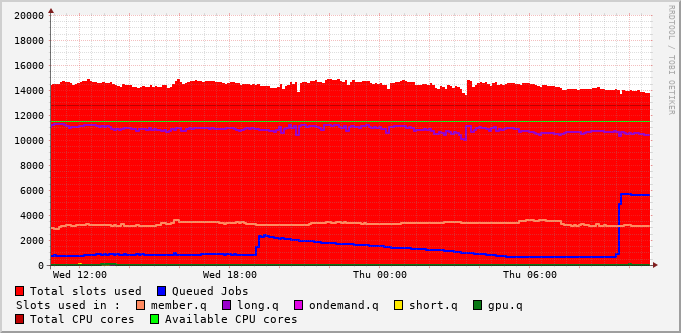 20000
18000
16000
14000
12000
10000
8000
6000
4000
2000
0
Wed 12:00 Wed 18:00 Thu 00:00 Thu 06:00
RRDTOOL / TOBI OETIKER
Total slots used Queued Jobs
Slots used in : member.q long.q ondemand.q short.q gpu.q
Total CPU cores Available CPU cores